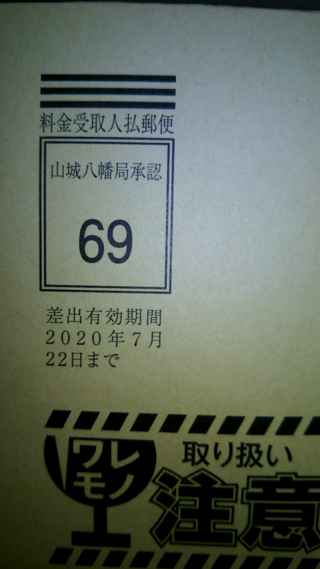 料金受取人払郵便
山城八幡局承認
69
差出有効期間
2020年7月
22日まで
ワレ
モノ
取り扱い
注意